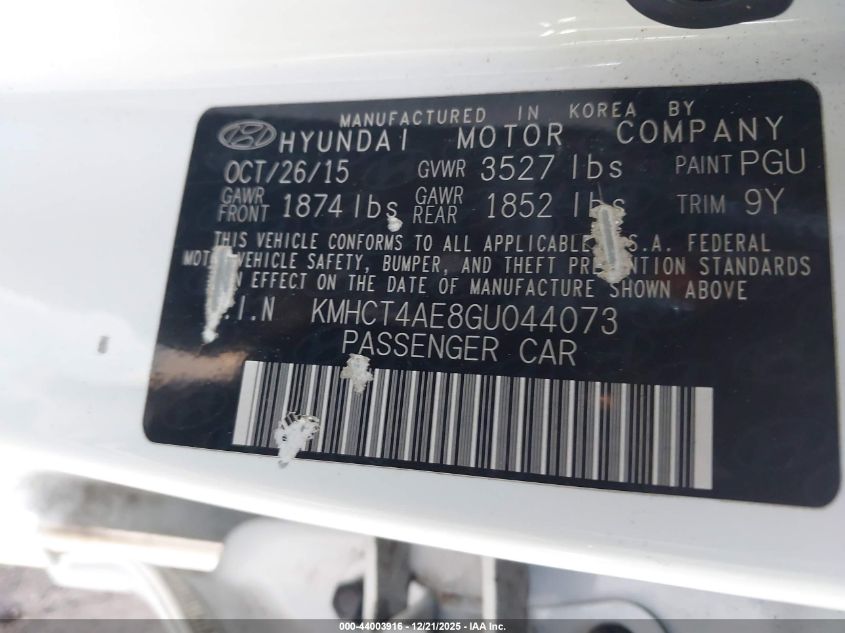 MANUFACTURED IN KOREA BY
HYUNDAI MOTOR COMPANY
OCT/26/15 GVWR 3527 lbs PAINT PGU
GAWR FRONT 1874 lbs GAWR REAR 1852 lbs TRIM 9Y
THIS VEHICLE CONFORMS TO ALL APPLICABLE U.S.A. FEDERAL
MOTOR VEHICLE SAFETY, BUMPER, AND THEFT PREVENTION STANDARDS
IN EFFECT ON THE DATE OF MANUFACTURE SHOWN ABOVE
V.I.N KMHCT4AE8GU044073
PASSENGER CAR
000-44003916 - 12/21/2025 - © IAA, Inc.